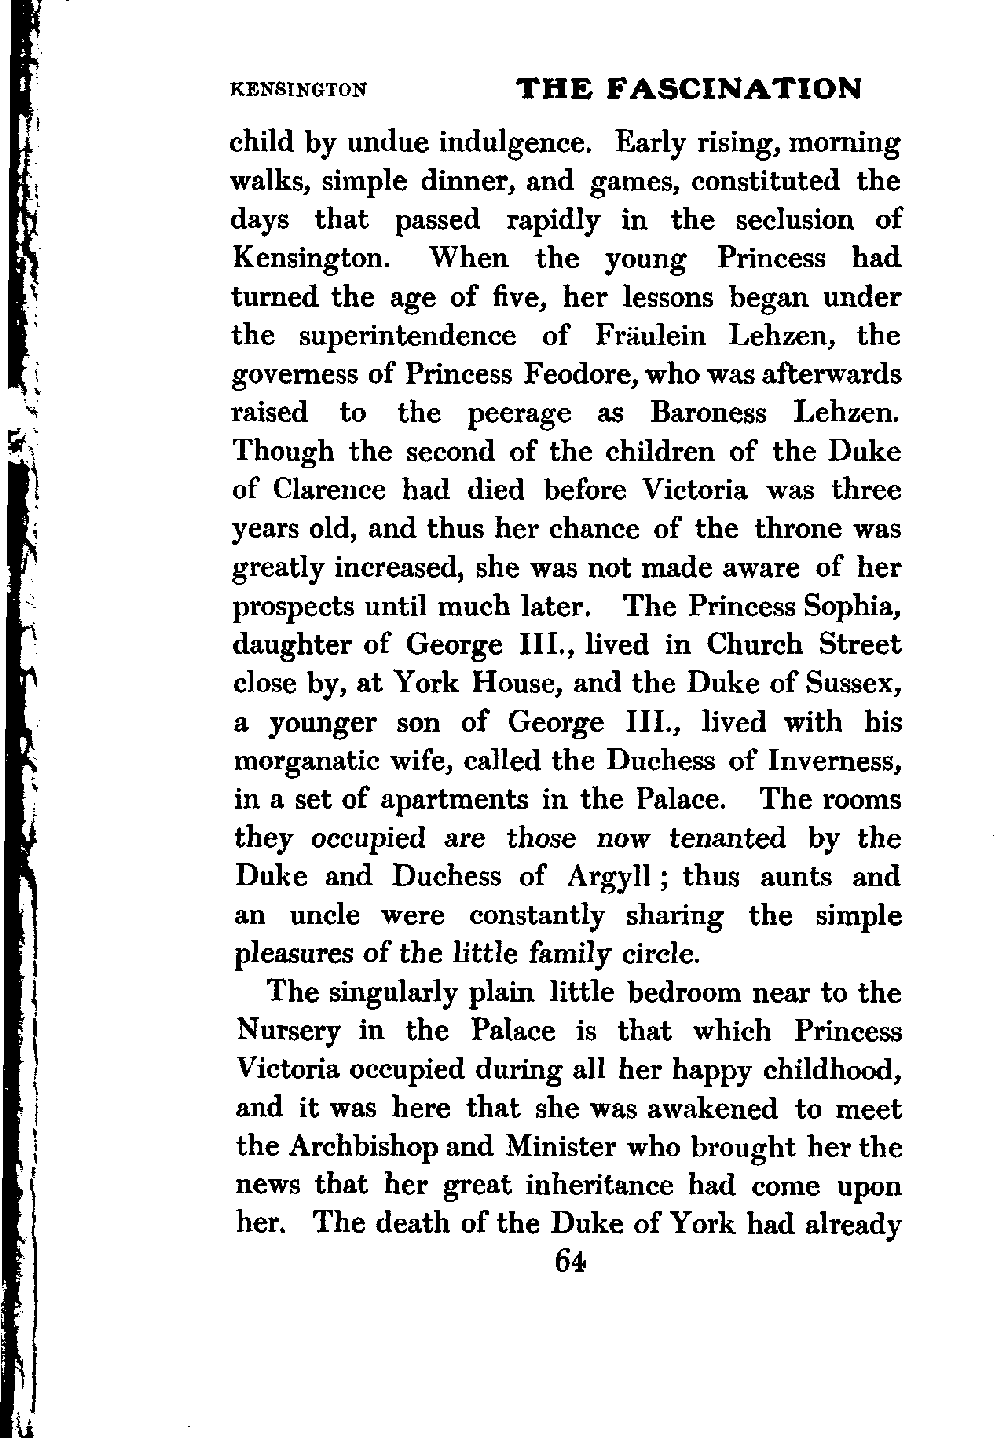 KENSINGTON THE FASCINATION
child by undue indulgence. Early rising, morning
walks, simple dinner, and games, constituted the
days that passed rapidly in the seclusion of
Kensington. When the young Princess had
turned the age of five, her lessons began under
the superintendence of Fräulein Lehzen, the
governess of Princess Feodore, who was afterwards
raised to the peerage as Baroness Lehzen.
Though the second of the children of the Duke
of Clarence had died before Victoria was three
years old, and thus her chance of the throne was
greatly increased, she was not made aware of her
prospects until much later. The Princess Sophia,
daughter of George III., lived in Church Street
close by, at York House, and the Duke of Sussex,
a younger son of George III., lived with his
morganatic wife, called the Duchess of Inverness,
in a set of apartments in the Palace. The rooms
they occupied are those now tenanted by the
Duke and Duchess of Argyll ; thus aunts and
an uncle were constantly sharing the simple
pleasures of the little family circle.
The singularly plain little bedroom near to the
Nursery in the Palace is that which Princess
Victoria occupied during all her happy childhood,
and it was here that she was awakened to meet
the Archbishop and Minister who brought her the
news that her great inheritance had come upon
her. The death of the Duke of York had already
64